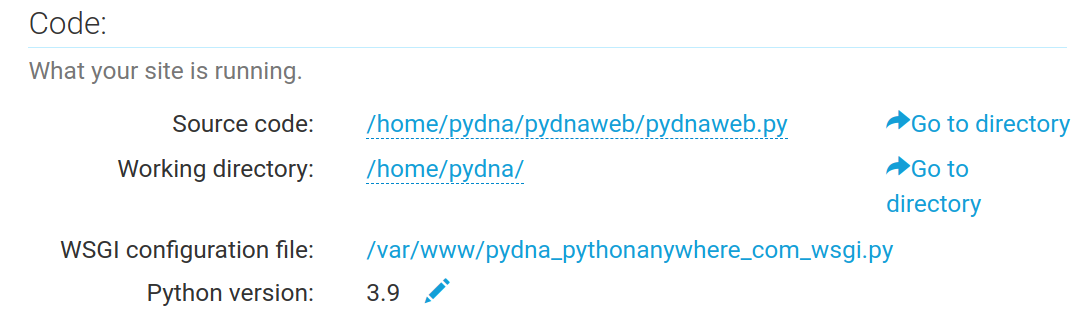 Code:
What your site is running.
Source code: /home/pydna/pydnaweb/pydnaweb.py Go to directory
Working directory: /home/pydna/ Go to
directory
WSGI configuration file: /var/www/pydna_pythonanywhere_com_wsgi.py
Python version: 3.9